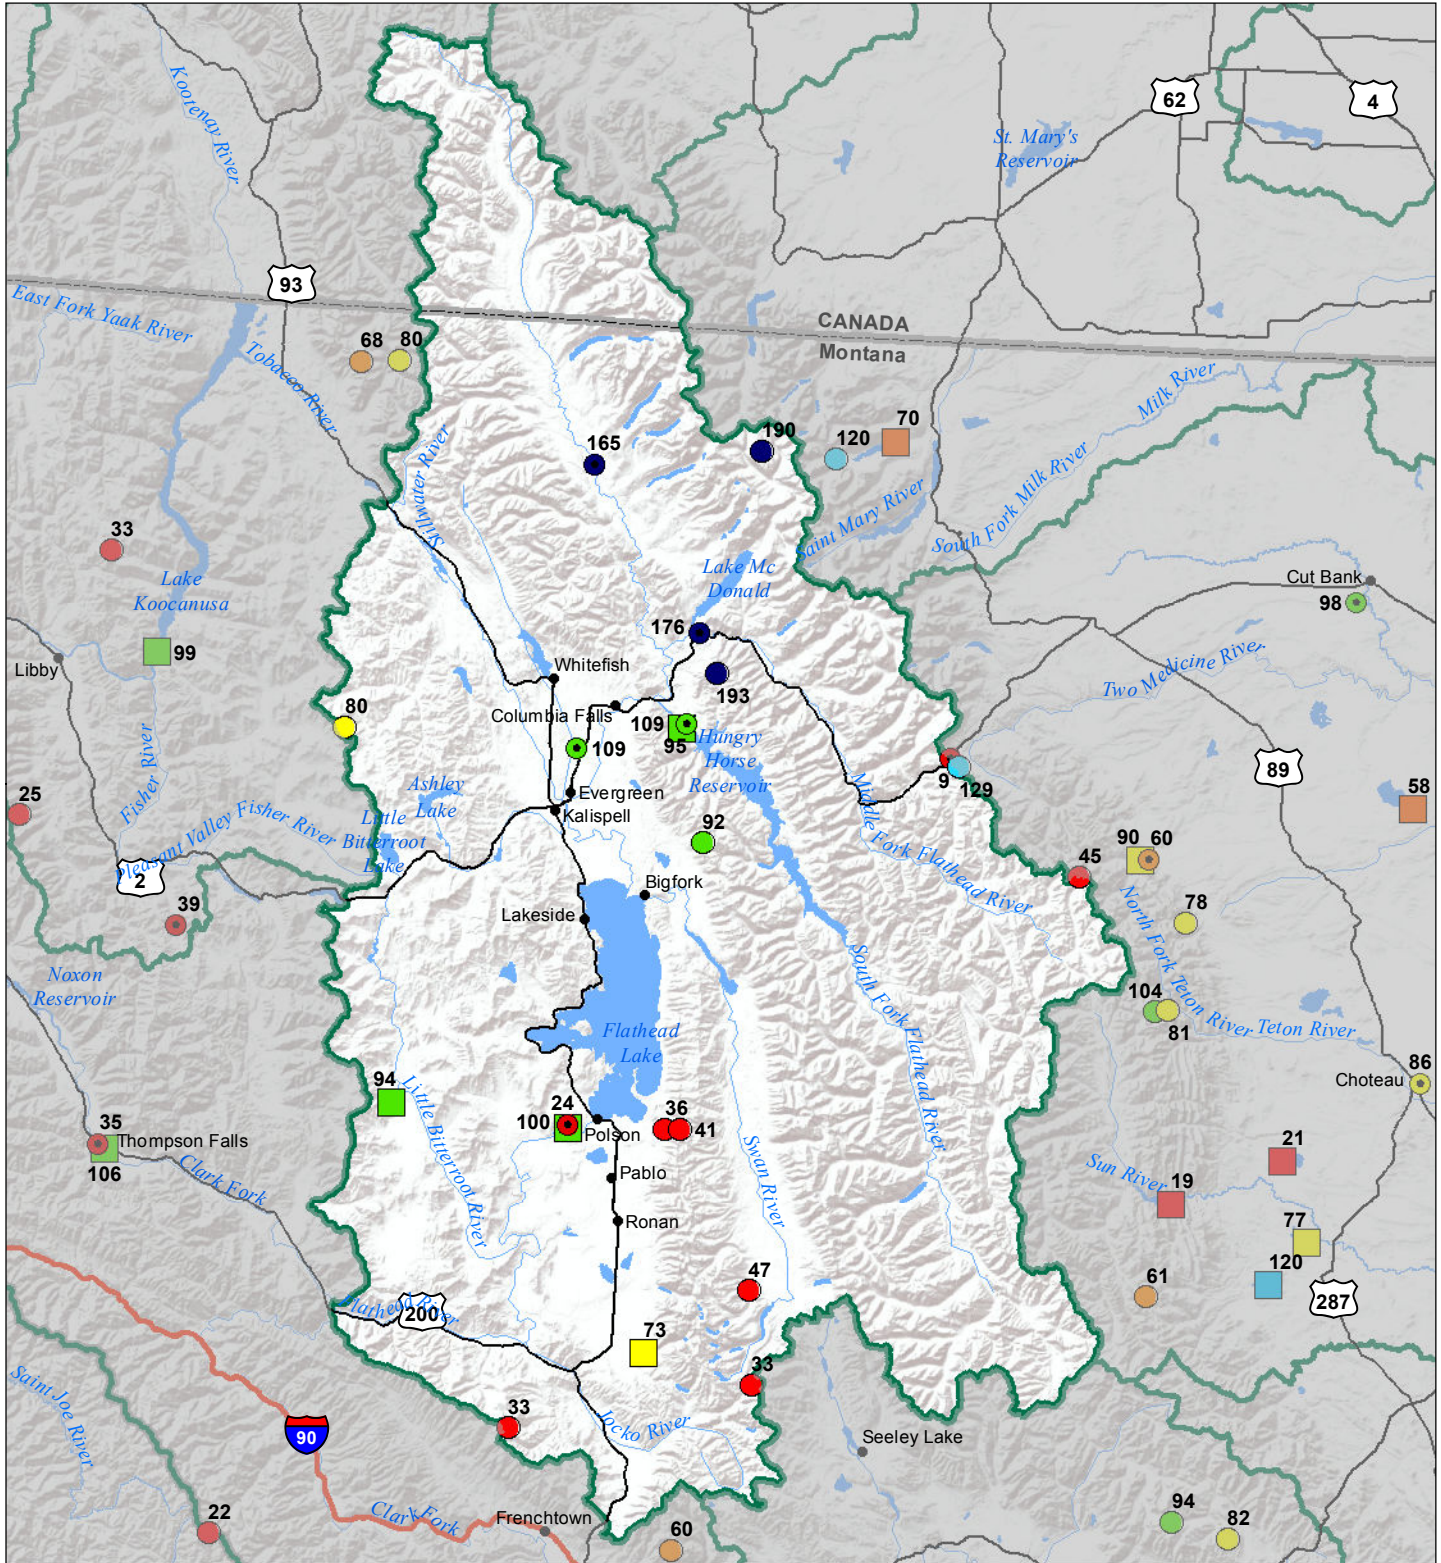 Kootenay River
62
4
St. Mary's
Reservoir
93
East Fork Yaak River
CANADA
Montana
68
80
Tobacco River
Milk River
190
120
70
165
Stillwater River
Saint Mary River
South Fork Milk River
33
Lake
Koocanusa
Lake Mc
Donald
Cut Bank
98
176
99
Libby
Whitefish
193
Two Medicine River
80
Columbia Falls
109
95
Hungry
Horse
Reservoir
109
9
129
89
Fisher River
Ashley
Lake
Evergreen
Kalispell
25
58
Little
Bitterroot
Lake
Pleasant Valley Fisher River
2
92
Middle Fork Flathead River
90
60
45
Bigfork
39
Lakeside
78
North Fork Teton River
Noxon
Reservoir
South Fork Flathead River
104
81
Teton River
Flathead
Lake
86
Choteau
94
Little Bitterroot River
24
100
Polson
36
41
35
Thompson Falls
106
Clark Fork
Swan River
21
Pablo
Sun River
19
Ronan
77
120
47
61
287
Flathead River
200
73
33
Saint Joe River
33
Jocko River
90
Seeley Lake
22
Clark Fork
Frenchtown
94
82
60